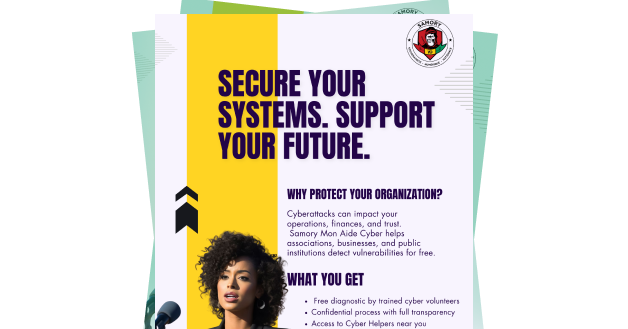 SAMORY
SECURE YOUR
SYSTEMS. SUPPORT
YOUR FUTURE.
WHY PROTECT YOUR ORGANIZATION?
Cyberattacks can impact your
operations, finances, and trust.
Samory Mon Aide Cyber helps
associations, businesses, and public
institutions detect vulnerabilities for free.
WHAT YOU GET
Free diagnostic by trained cyber volunteers
Confidential process with full transparency
Access to Cyber Helpers near you